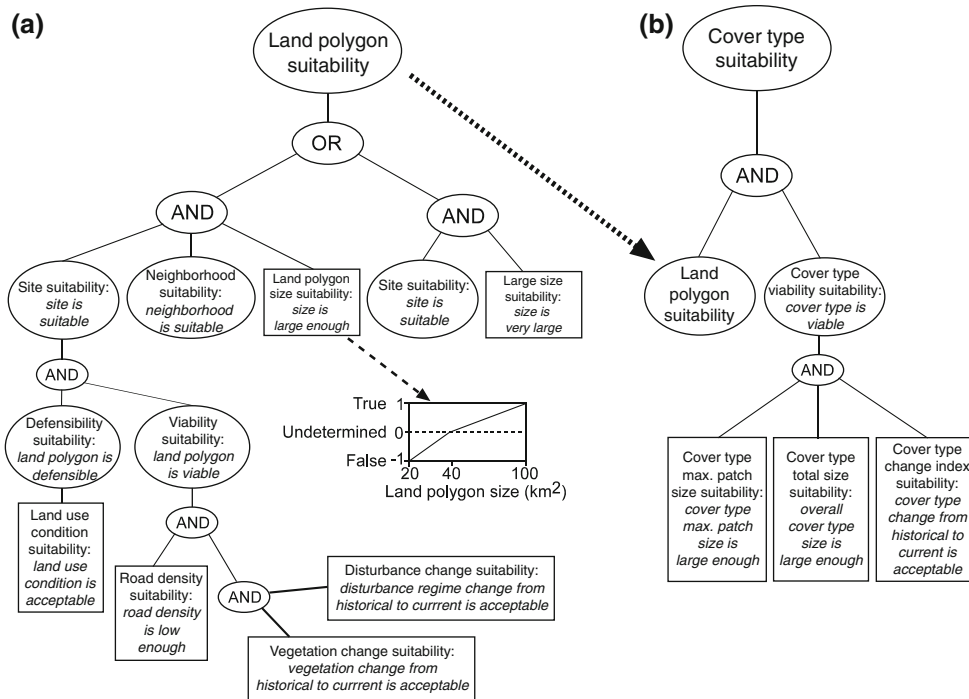 (a)
Land polygon
suitability
OR
AND
AND
Site suitability:
site is
suitable
Neighborhood
suitability:
neighborhood
is suitable
Land polygon
size suitability:
size is
large enough
Site suitability:
site is
suitable
Large size
suitability:
size is
very large
AND
Defensibility
suitability:
land polygon is
defensible
Viability
suitability:
land polygon
is viable
Land use
condition
suitability:
land use
condition is
acceptable
AND
Road density
suitability:
road density
is low
enough
AND
Disturbance change suitability:
disturbance regime change from
historical to currrent is acceptable
Vegetation change suitability:
vegetation change from
historical to currrent is acceptable
True 1
Undetermined 0
False -1
20 40 100
Land polygon size (km2)
(b)
Cover type
suitability
AND
Land
polygon
suitability
Cover type
viability suitability:
cover type is
viable
AND
Cover type
max. patch
size suitability:
cover type
max. patch
size is
large enough
Cover type
total size
suitability:
overall
cover type
size is
large enough
Cover type
change index
suitability:
cover type
change from
historical to
current is
acceptable